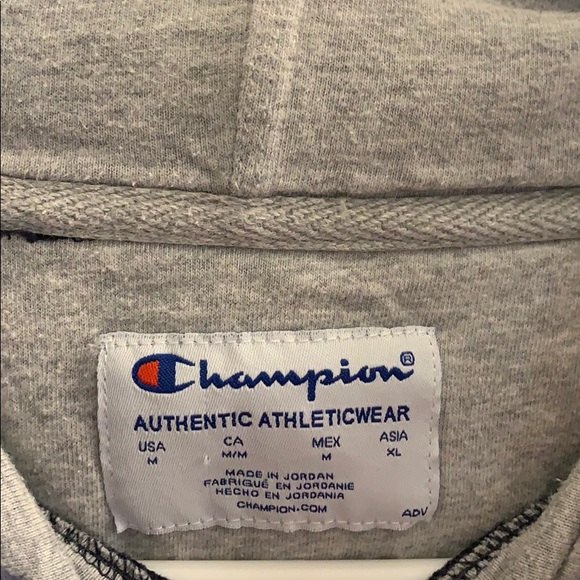 Champion®
AUTHENTIC ATHLETICWEAR
USA CA MEX ASIA
M M/M M XL
MADE IN JORDAN
FABRIQUÉ EN JORDANIE
HECHO EN JORDANIA
CHAMPION.COM
ADV